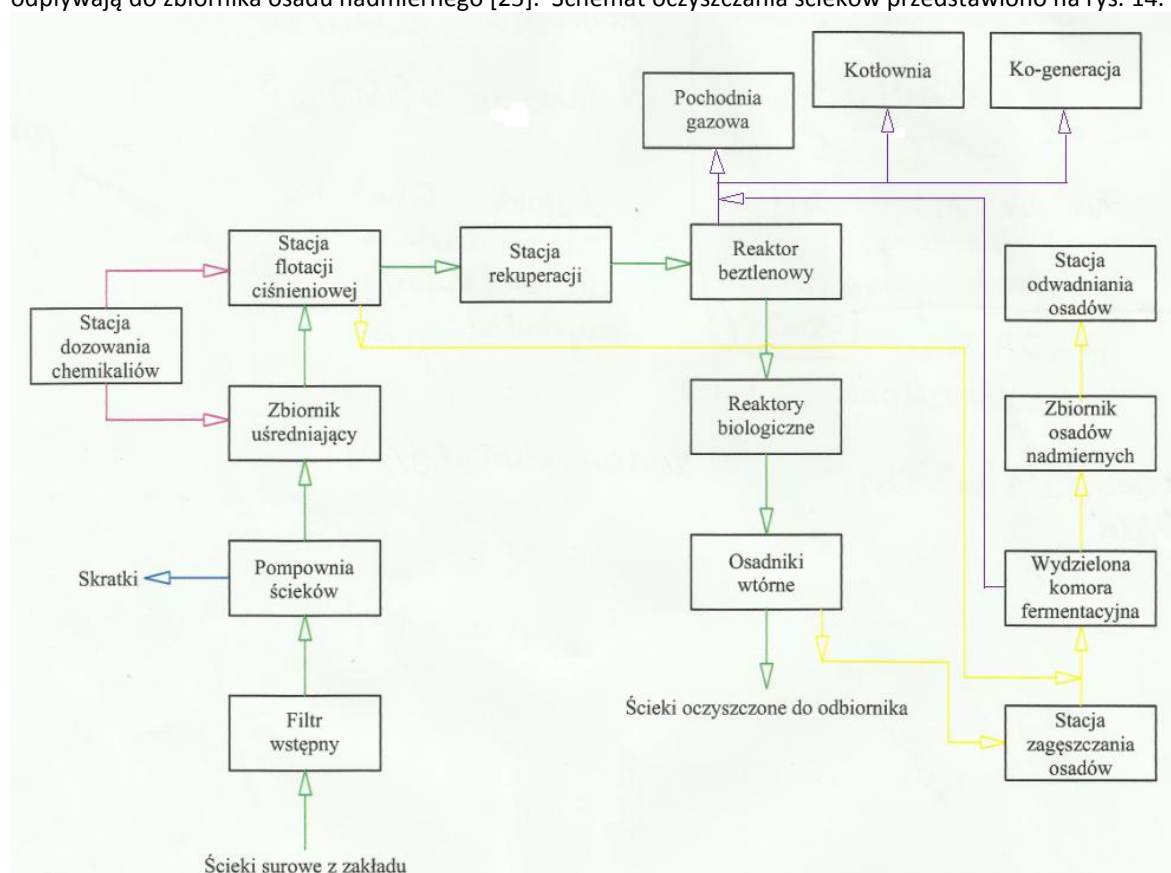 odpływają do zbiornika osadu nadmiernego [25]. Schemat oczyszczania ścieków przedstawiono na rys. 14.
Kotłownia
Ko-generacja
Pochodnia
gazowa
Stacja
flotacji
ciśnieniowej
Stacja
rekuperacji
Reaktor
beztlenowy
Stacja
odwadniania
osadów
Stacja
dozowania
chemikaliów
Zbiornik
uśredniający
Reaktory
biologiczne
Zbiornik
osadów
nadmiernych
Skratki
Pompownia
ścieków
Osadniki
wtórne
Wydzielona
komora
fermentacyjna
Filtr
wstępny
Ścieki oczyszczone do odbiornika
Stacja
zagęszczania
osadów
Ścieki surowe z zakładu